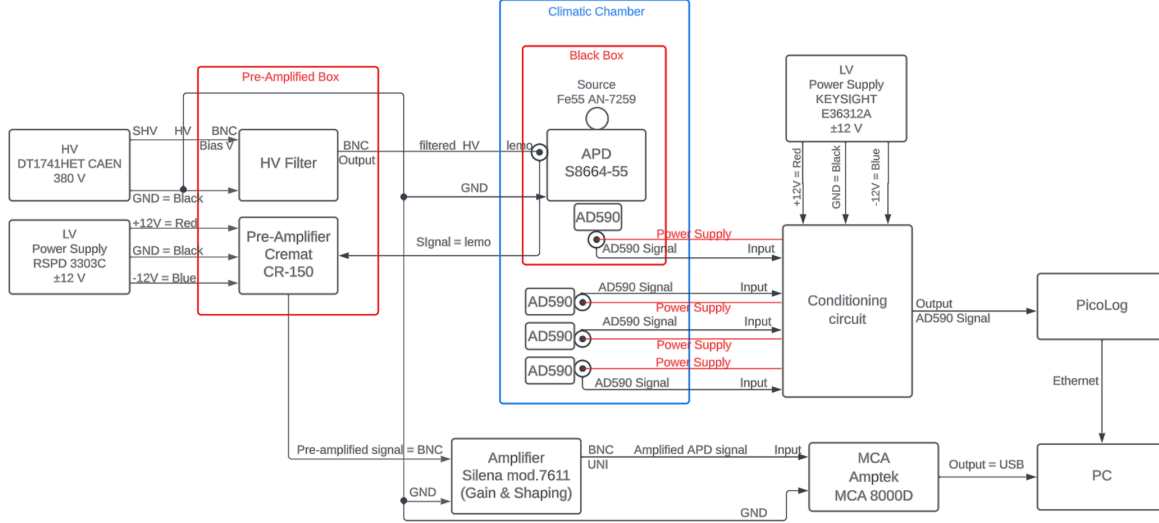 Climatic Chamber
Black Box
Source
Fe55 AN-7259
Pre-Amplified Box
LV
Power Supply
KEYSIGHT
E36312A
±12 V
SHV HV BNC
Bias V
HV
DT1741HET CAEN
380 V
HV Filter
BNC
Output
filtered HV lemo
APD
S8664-55
GND = Black
GND
+12V = Red
GND = Black
-12V = Blue
AD590
LV
Power Supply
RSPD 3303C
±12 V
+12V = Red
GND = Black
-12V = Blue
Pre-Amplifier
Cremat
CR-150
SIgnal = lemo
Power Supply
AD590 Signal Input
AD590 Signal Input
AD590
Power Supply
AD590 Signal Input
AD590
Power Supply
Power Supply
AD590
AD590 Signal Input
Conditioning
circuit
Output
AD590 Signal
PicoLog
Ethernet
Pre-amplified signal = BNC
Amplifier
Silena mod.7611
(Gain & Shaping)
GND
BNC Amplified APD signal Input
UNI
GND
MCA
Amptek
MCA 8000D
Output = USB
PC